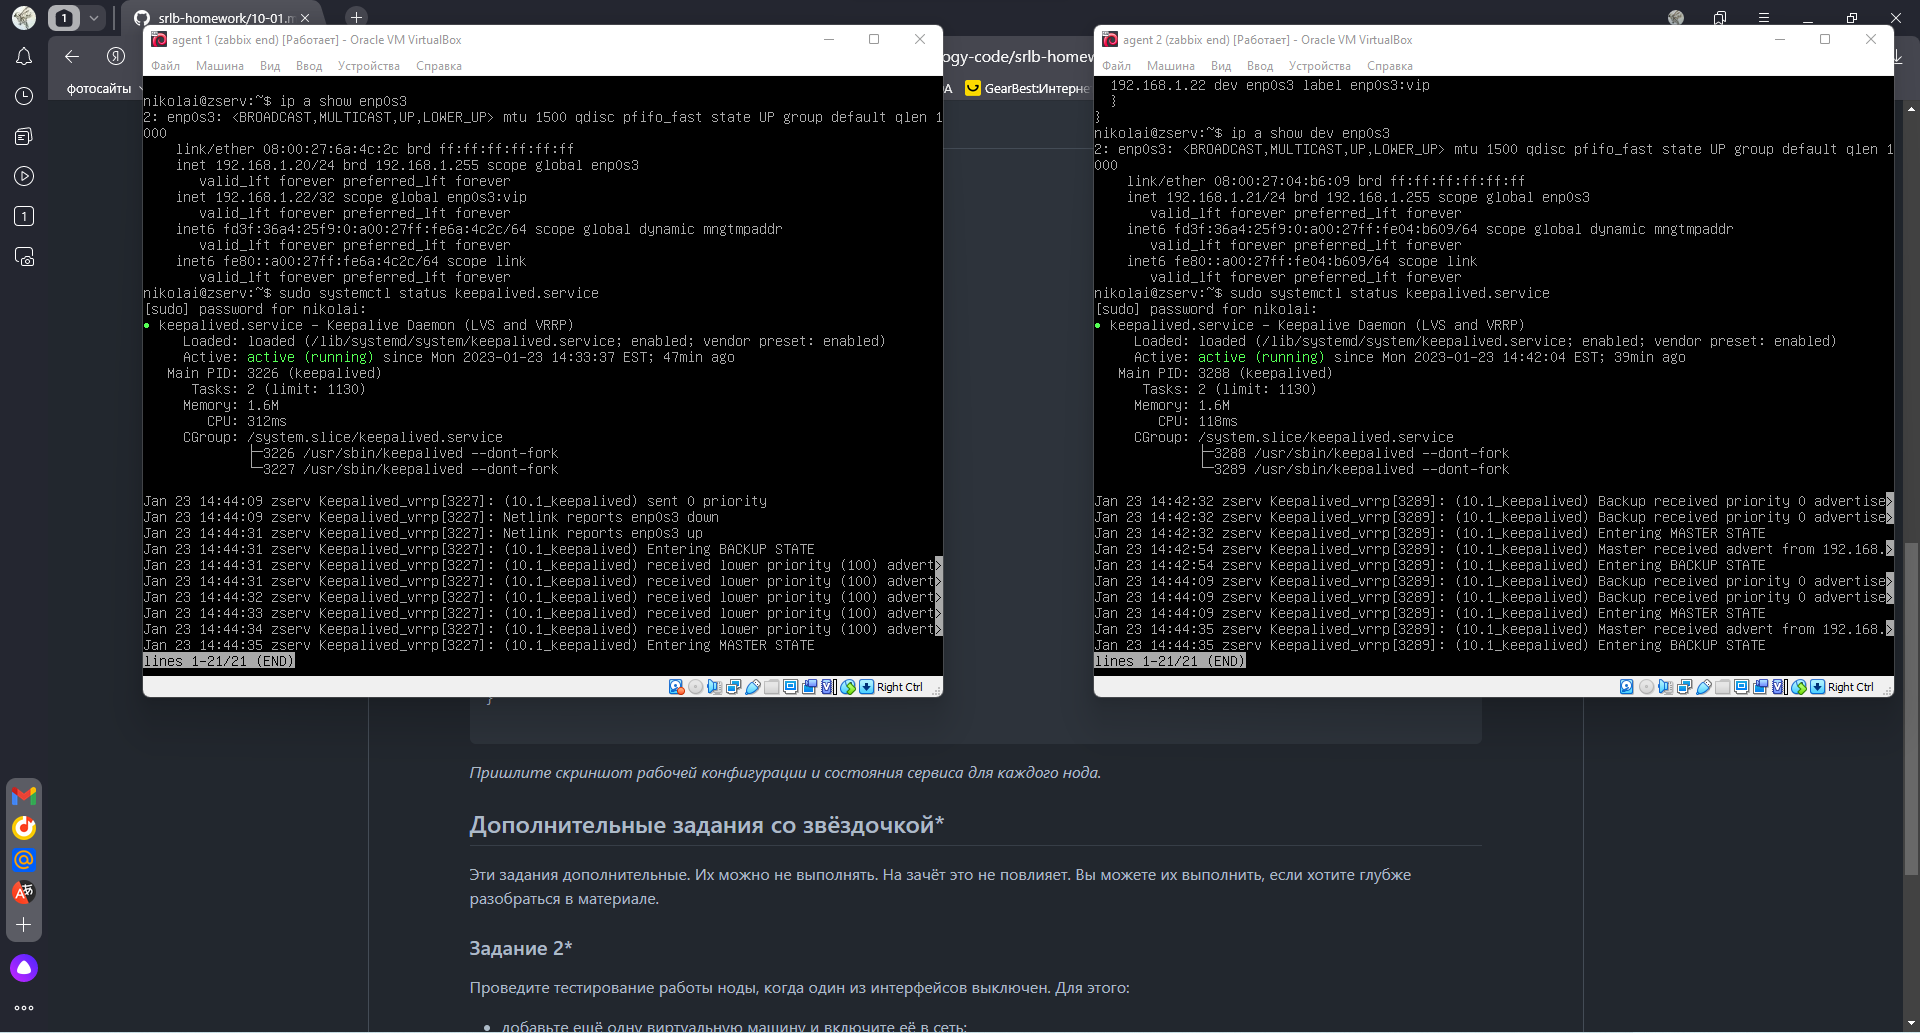 1
srlb-homework/10-01.m
фотосайты
ogy-code/srlb-homew
GearBest:Интерне
agent 1 (zabbix end) [Работает] - Oracle VM VirtualBox
Файл Машина Вид Ввод Устройства Справка
nikolai@zserv:~$ ip a show enp0s3
2: enp0s3: <BROADCAST,MULTICAST,UP,LOWER_UP> mtu 1500 qdisc pfifo_fast state UP group default qlen 1
000
link/ether 08:00:27:6a:4c:2c brd ff:ff:ff:ff:ff:ff
inet 192.168.1.20/24 brd 192.168.1.255 scope global enp0s3
valid_lft forever preferred_lft forever
inet 192.168.1.22/32 scope global enp0s3:vip
valid_lft forever preferred_lft forever
inet6 fd3f:36a4:25f9:0:a00:27ff:fe6a:4c2c/64 scope global dynamic mngtmpaddr
valid_lft forever preferred_lft forever
inet6 fe80::a00:27ff:fe6a:4c2c/64 scope link
valid_lft forever preferred_lft forever
nikolai@zserv:~$ sudo systemctl status keepalived.service
[sudo] password for nikolai:
● keepalived.service - Keepalive Daemon (LVS and VRRP)
Loaded: loaded (/lib/systemd/system/keepalived.service; enabled; vendor preset: enabled)
Active: active (running) since Mon 2023-01-23 14:33:37 EST; 47min ago
Main PID: 3226 (keepalived)
Tasks: 2 (limit: 1130)
Memory: 1.6M
CPU: 312ms
CGroup: /system.slice/keepalived.service
├─3226 /usr/sbin/keepalived --dont-fork
└─3227 /usr/sbin/keepalived --dont-fork
Jan 23 14:44:09 zserv Keepalived_vrrp[3227]: (10.1_keepalived) sent 0 priority
Jan 23 14:44:09 zserv Keepalived_vrrp[3227]: Netlink reports enp0s3 down
Jan 23 14:44:31 zserv Keepalived_vrrp[3227]: Netlink reports enp0s3 up
Jan 23 14:44:31 zserv Keepalived_vrrp[3227]: (10.1_keepalived) Entering BACKUP STATE
Jan 23 14:44:31 zserv Keepalived_vrrp[3227]: (10.1_keepalived) received lower priority (100) advert>
Jan 23 14:44:31 zserv Keepalived_vrrp[3227]: (10.1_keepalived) received lower priority (100) advert>
Jan 23 14:44:32 zserv Keepalived_vrrp[3227]: (10.1_keepalived) received lower priority (100) advert>
Jan 23 14:44:33 zserv Keepalived_vrrp[3227]: (10.1_keepalived) received lower priority (100) advert>
Jan 23 14:44:34 zserv Keepalived_vrrp[3227]: (10.1_keepalived) received lower priority (100) advert>
Jan 23 14:44:35 zserv Keepalived_vrrp[3227]: (10.1_keepalived) Entering MASTER STATE
lines 1-21/21 (END)
Right Ctrl
agent 2 (zabbix end) [Работает] - Oracle VM VirtualBox
Файл Машина Вид Ввод Устройства Справка
192.168.1.22 dev enp0s3 label enp0s3:vip
}
}
nikolai@zserv:~$ ip a show dev enp0s3
2: enp0s3: <BROADCAST,MULTICAST,UP,LOWER_UP> mtu 1500 qdisc pfifo_fast state UP group default qlen 1
000
link/ether 08:00:27:04:b6:09 brd ff:ff:ff:ff:ff:ff
inet 192.168.1.21/24 brd 192.168.1.255 scope global enp0s3
valid_lft forever preferred_lft forever
inet6 fd3f:36a4:25f9:0:a00:27ff:fe04:b609/64 scope global dynamic mngtmpaddr
valid_lft forever preferred_lft forever
inet6 fe80::a00:27ff:fe04:b609/64 scope link
valid_lft forever preferred_lft forever
nikolai@zserv:~$ sudo systemctl status keepalived.service
[sudo] password for nikolai:
● keepalived.service - Keepalive Daemon (LVS and VRRP)
Loaded: loaded (/lib/systemd/system/keepalived.service; enabled; vendor preset: enabled)
Active: active (running) since Mon 2023-01-23 14:42:04 EST; 39min ago
Main PID: 3288 (keepalived)
Tasks: 2 (limit: 1130)
Memory: 1.6M
CPU: 118ms
CGroup: /system.slice/keepalived.service
├─3288 /usr/sbin/keepalived --dont-fork
└─3289 /usr/sbin/keepalived --dont-fork
Jan 23 14:42:32 zserv Keepalived_vrrp[3289]: (10.1_keepalived) Backup received priority 0 advertise>
Jan 23 14:42:32 zserv Keepalived_vrrp[3289]: (10.1_keepalived) Backup received priority 0 advertise>
Jan 23 14:42:32 zserv Keepalived_vrrp[3289]: (10.1_keepalived) Entering MASTER STATE
Jan 23 14:42:54 zserv Keepalived_vrrp[3289]: (10.1_keepalived) Master received advert from 192.168.>
Jan 23 14:42:54 zserv Keepalived_vrrp[3289]: (10.1_keepalived) Entering BACKUP STATE
Jan 23 14:44:09 zserv Keepalived_vrrp[3289]: (10.1_keepalived) Backup received priority 0 advertise>
Jan 23 14:44:09 zserv Keepalived_vrrp[3289]: (10.1_keepalived) Backup received priority 0 advertise>
Jan 23 14:44:09 zserv Keepalived_vrrp[3289]: (10.1_keepalived) Entering MASTER STATE
Jan 23 14:44:35 zserv Keepalived_vrrp[3289]: (10.1_keepalived) Master received advert from 192.168.>
Jan 23 14:44:35 zserv Keepalived_vrrp[3289]: (10.1_keepalived) Entering BACKUP STATE
lines 1-21/21 (END)
Right Ctrl
}
Пришлите скриншот рабочей конфигурации и состояния сервиса для каждого нода.
Дополнительные задания со звёздочкой*
Эти задания дополнительные. Их можно не выполнять. На зачёт это не повлияет. Вы можете их выполнить, если хотите глубже
разобраться в материале.
Задание 2*
Проведите тестирование работы ноды, когда один из интерфейсов выключен. Для этого:
• добавьте ещё одну виртуальную машину и включите её в сеть;